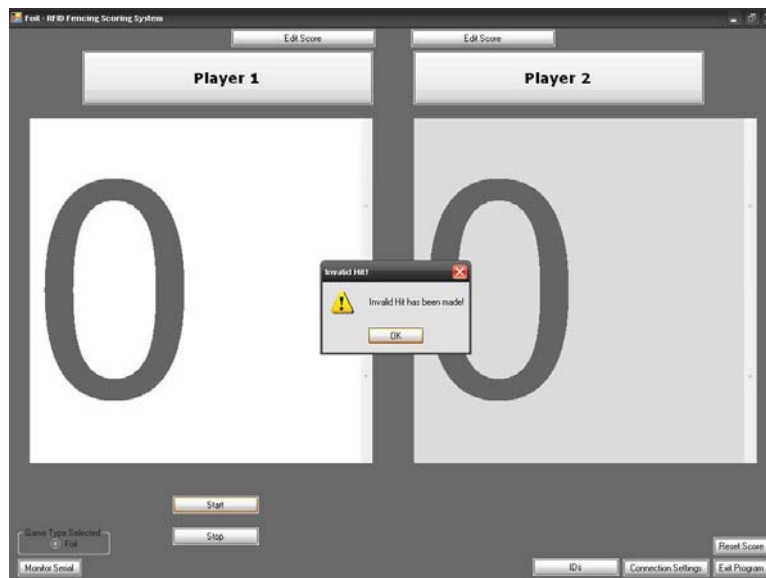 Foil - RFID Fencing Scoring System
Edit Score
Edit Score
Player 1
Player 2
0
0
Invalid Hit!
Invalid Hit has been made!
OK
Start
Stop
Game Type Selected
Foil
Monitor Serial
IDs
Connection Settings
Reset Score
Exit Program